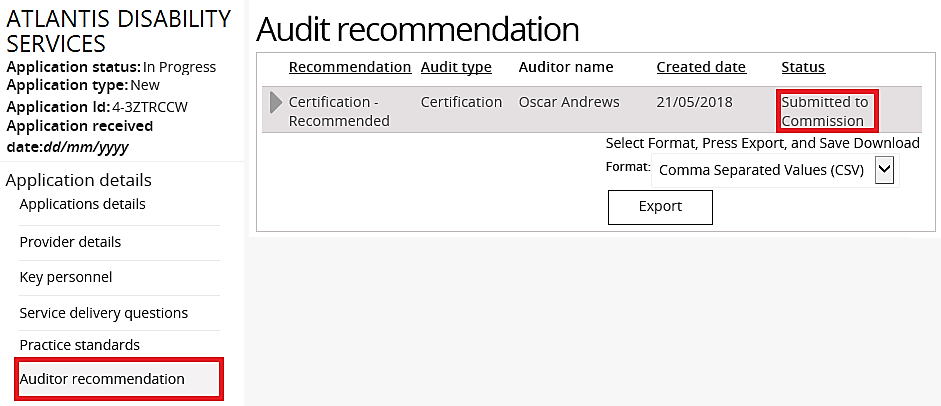 ATLANTIS DISABILITY
SERVICES
Application status: In Progress
Application type: New
Application Id: 4-3ZTRCCW
Application received
date:dd/mm/yyyy
Application details
Applications details
Provider details
Key personnel
Service delivery questions
Practice standards
Auditor recommendation
Audit recommendation
Recommendation Audit type Auditor name Created date Status
Certification - Certification Oscar Andrews 21/05/2018 Submitted to
Recommended Commission
Select Format, Press Export, and Save Download
Format: Comma Separated Values (CSV)
Export